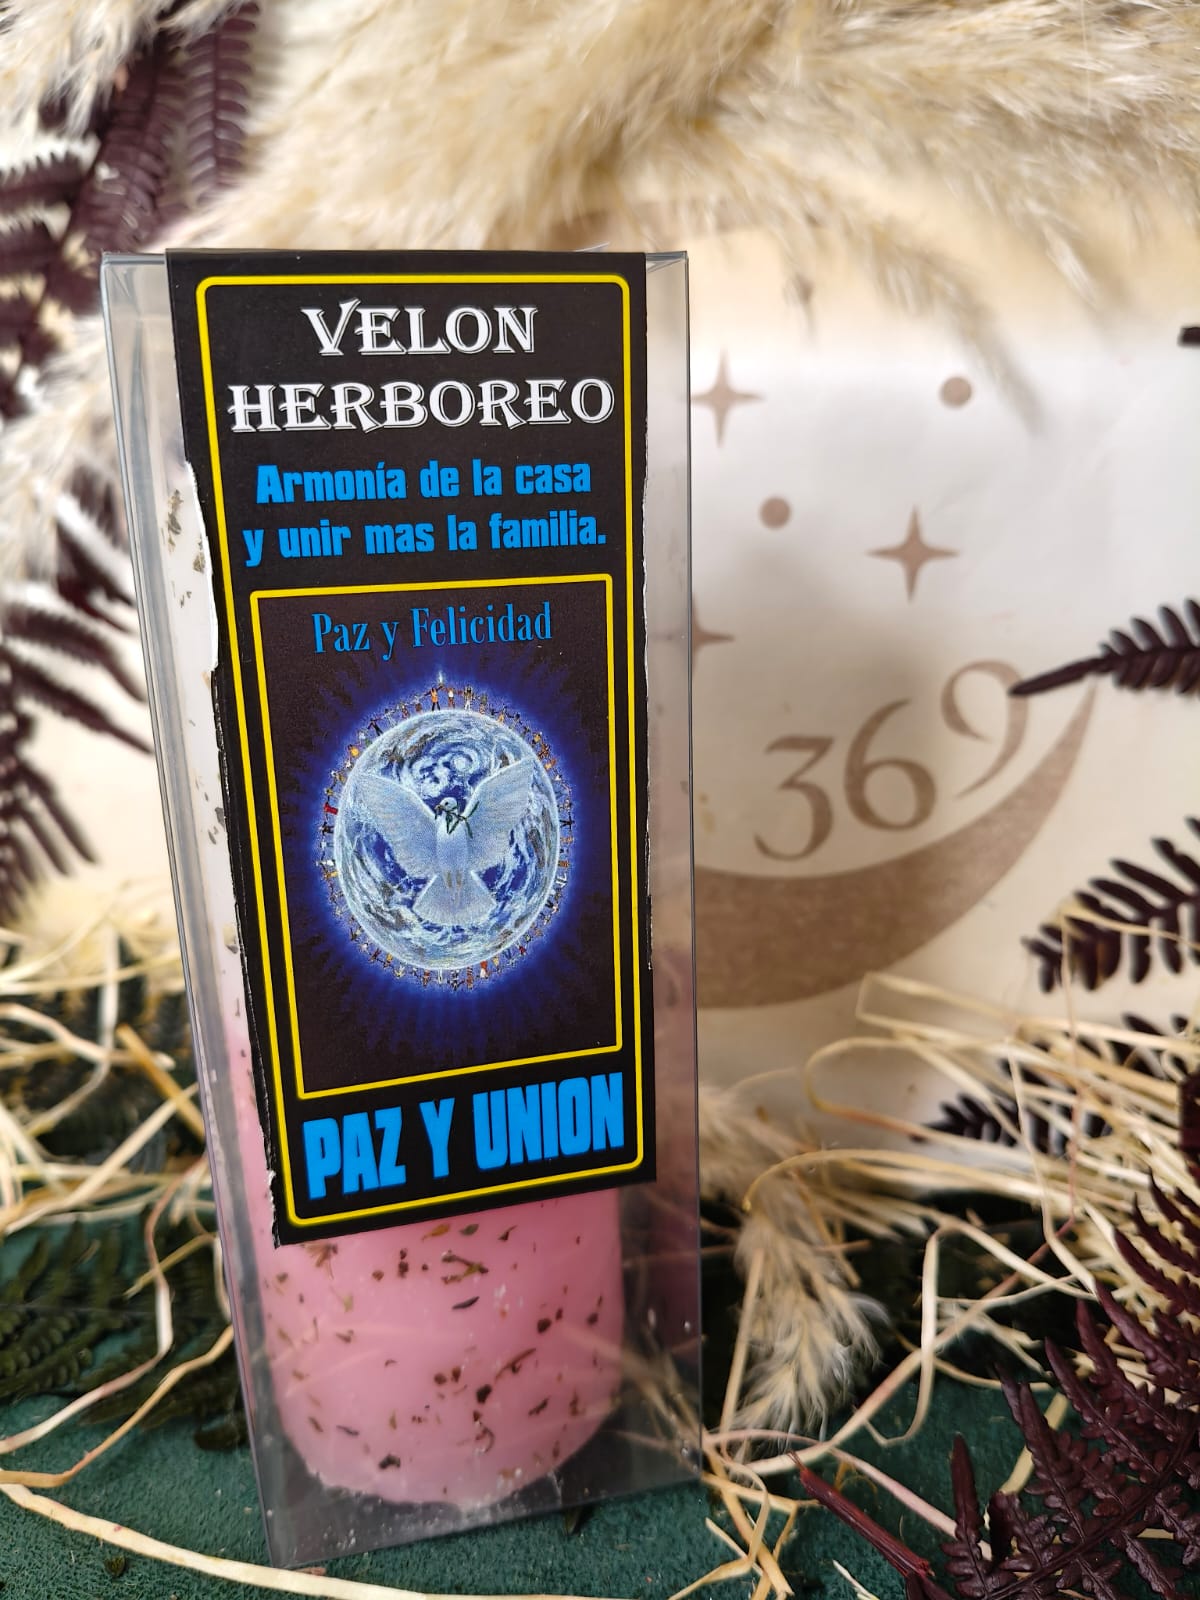 VELON
HERBOREO
Armonía de la casa
y unir mas la familia.
Paz y Felicidad
PAZ Y UNION
369